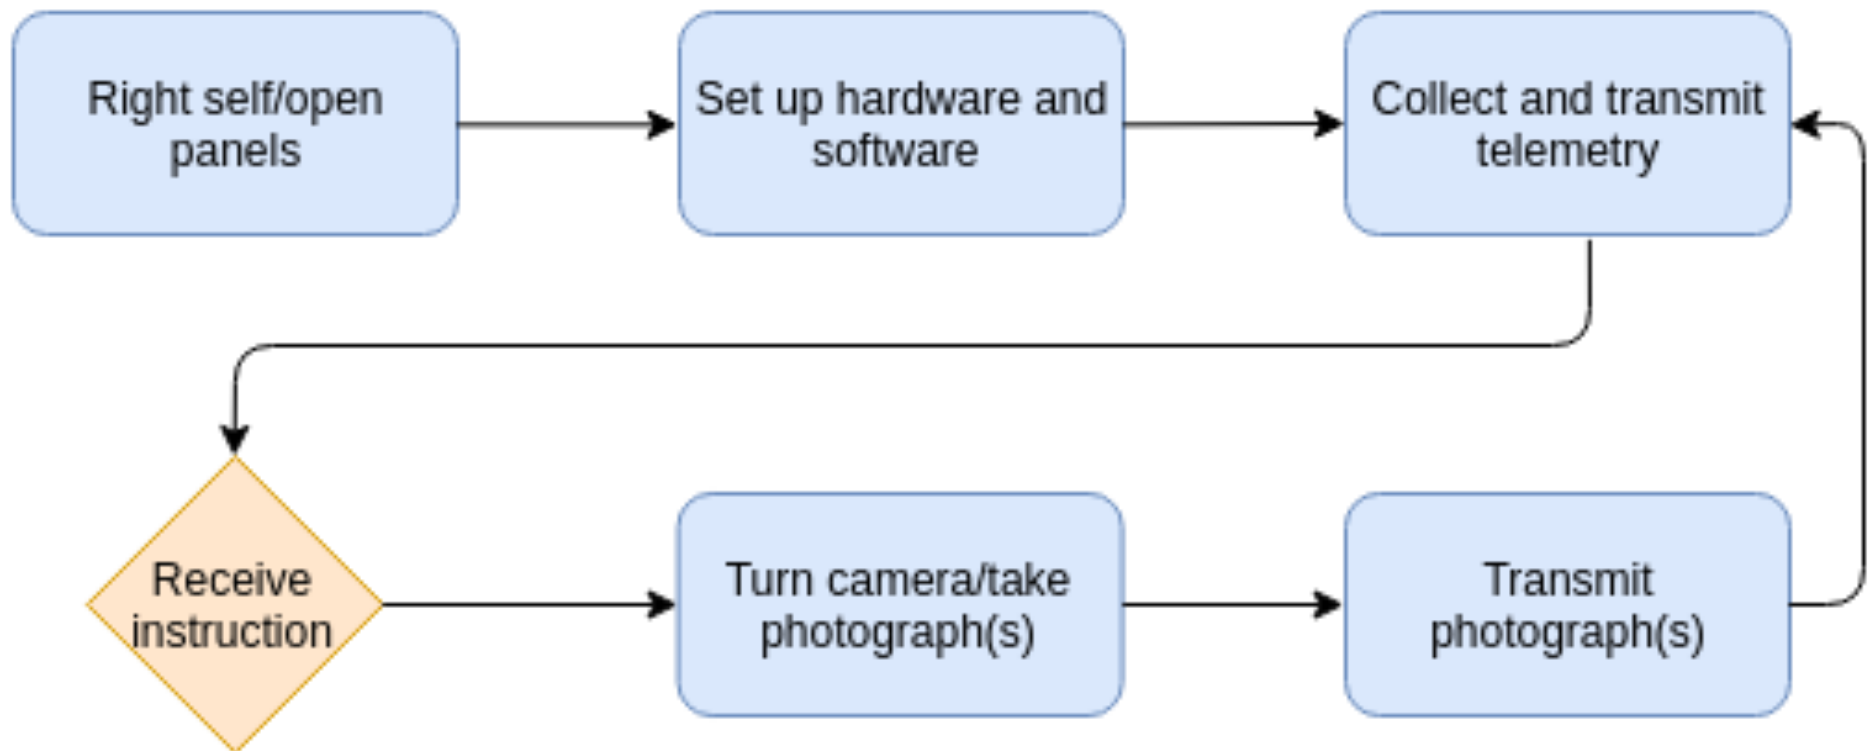 Right self/open
panels
Set up hardware and
software
Collect and transmit
telemetry
Receive
instruction
Turn camera/take
photograph(s)
Transmit
photograph(s)